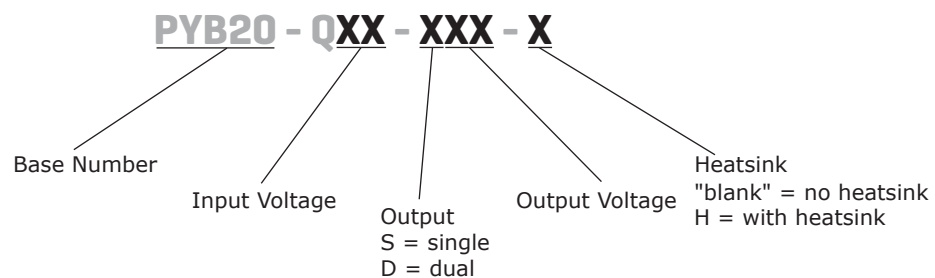 PYB20 - QXX - XXX - X
Base Number
Input Voltage
Output
S = single
D = dual
Output Voltage
Heatsink
"blank" = no heatsink
H = with heatsink